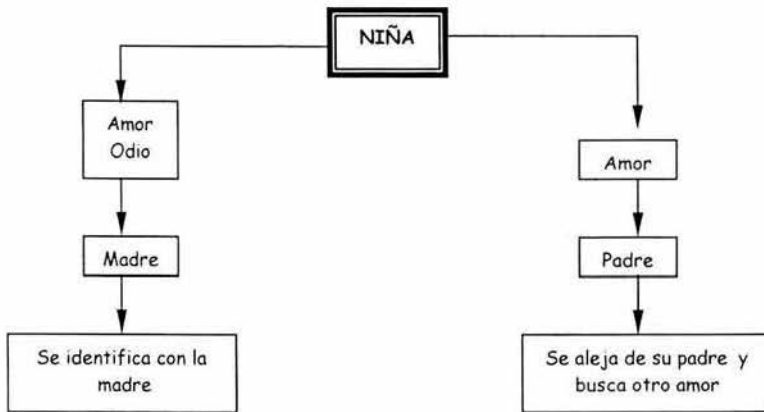 NIÑA
Amor
Odio
Amor
Madre
Padre
Se identifica con la
madre
Se aleja de su padre y
busca otro amor